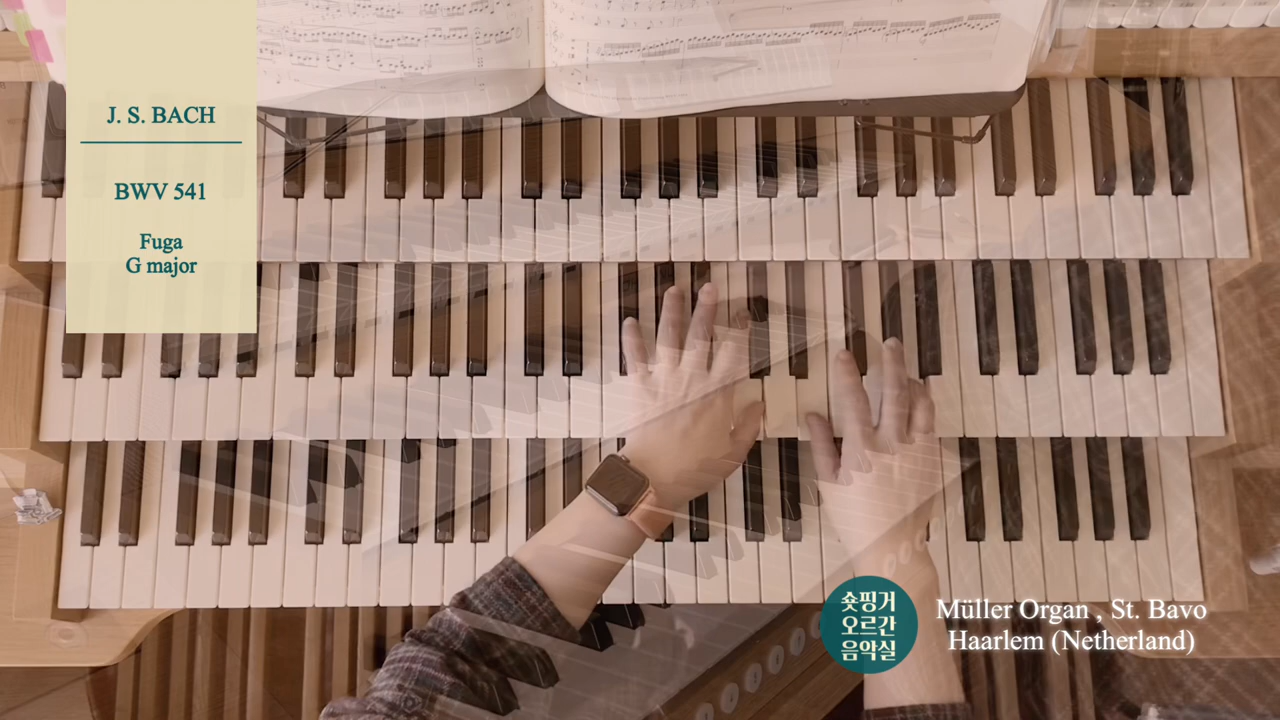 J. S. BACH
BWV 541
Fuga
G major
숏핑거
오르간
음악실
Müller Organ , St. Bavo
Haarlem (Netherland)